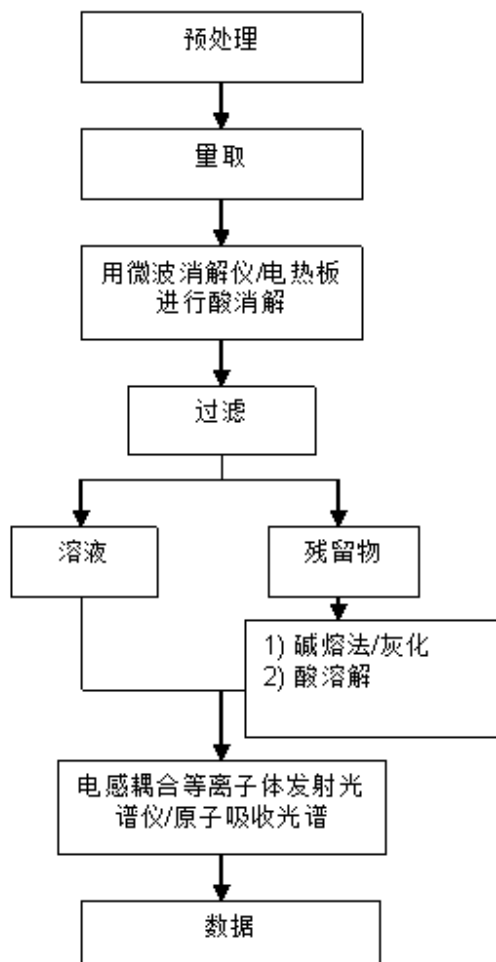 预处理
量取
用微波消解仪/电热板
进行酸消解
过滤
溶液
残留物
1) 碱熔法/灰化
2) 酸溶解
电感耦合等离子体发射光
谱仪/原子吸收光谱
数据